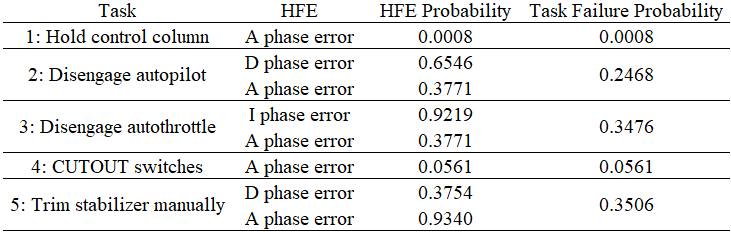 Task HFE HFE Probability Task Failure Probability
1: Hold control column A phase error 0.0008 0.0008
2: Disengage autopilot D phase error 0.6546 0.2468
A phase error 0.3771
3: Disengage autothrottle I phase error 0.9219 0.3476
A phase error 0.3771
4: CUTOUT switches A phase error 0.0561 0.0561
5: Trim stabilizer manually D phase error 0.3754 0.3506
A phase error 0.9340